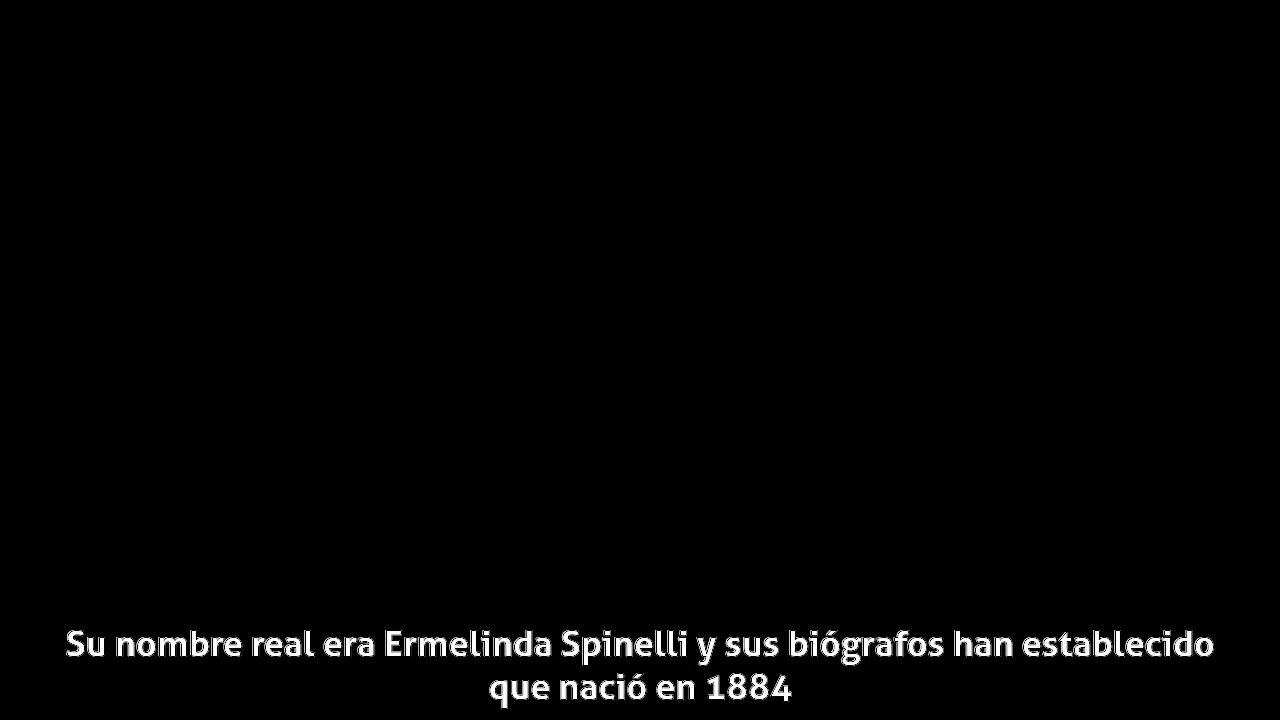 Su nombre real era Ermelinda Spinelli y sus biógrafos han establecido
que nació en 1884